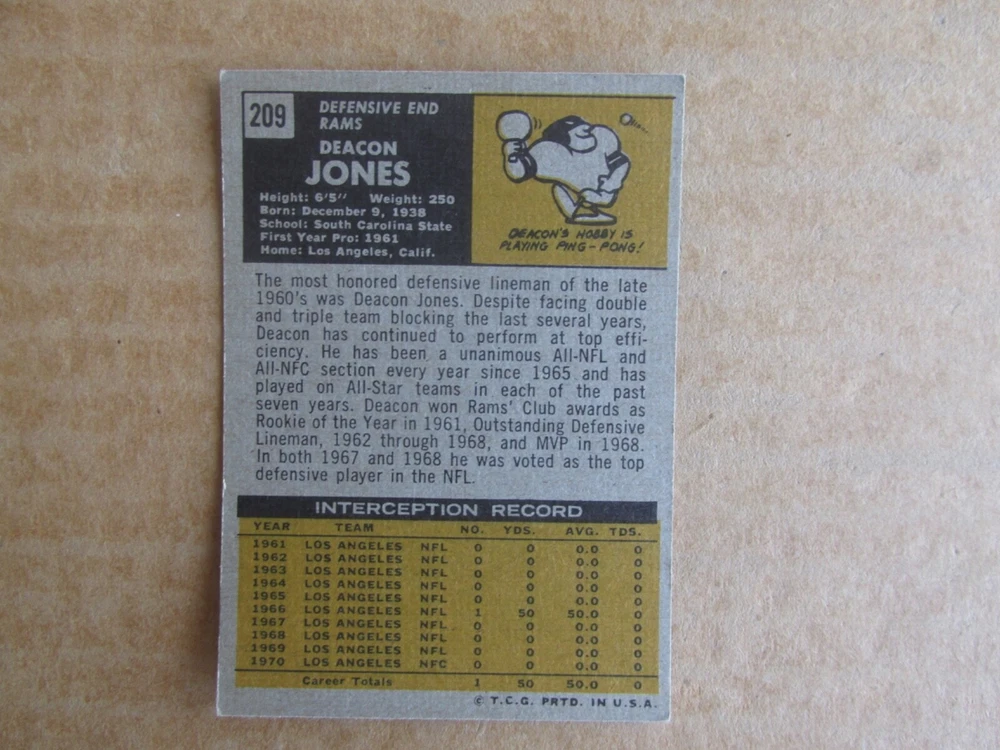 209
DEFENSIVE END
RAMS
DEACON
JONES
Height: 6'5" Weight: 250
Born: December 9, 1938
School: South Carolina State
First Year Pro: 1961
Home: Los Angeles, Calif.
DEACON'S HOBBY IS
PLAYING PING-PONG!
The most honored defensive lineman of the late
1960's was Deacon Jones. Despite facing double
and triple team blocking the last several years,
Deacon has continued to perform at top effi-
ciency. He has been a unanimous All-NFL and
All-NFC section every year since 1965 and has
played on All-Star teams in each of the past
seven years. Deacon won Rams' Club awards as
Rookie of the Year in 1961, Outstanding Defensive
Lineman, 1962 through 1968, and MVP in 1968.
In both 1967 and 1968 he was voted as the top
defensive player in the NFL.
INTERCEPTION RECORD
YEAR TEAM NO. YDS. AVG. TDS.
1961 LOS ANGELES NFL 0 0 0.0 0
1962 LOS ANGELES NFL 0 0 0.0 0
1963 LOS ANGELES NFL 0 0 0.0 0
1964 LOS ANGELES NFL 0 0 0.0 0
1965 LOS ANGELES NFL 0 0 0.0 0
1966 LOS ANGELES NFL 1 50 50.0 0
1967 LOS ANGELES NFL 0 0 0.0 0
1968 LOS ANGELES NFL 0 0 0.0 0
1969 LOS ANGELES NFL 0 0 0.0 0
1970 LOS ANGELES NFC 0 0 0.0 0
Career Totals 1 50 50.0 0
© T.C.G. PRTD. IN U.S.A.